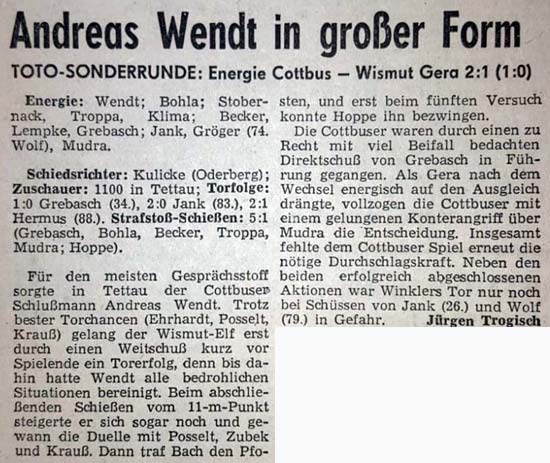 Andreas Wendt in großer Form
TOTO-SONDERRUNDE: Energie Cottbus — Wismut Gera 2:1 (1:0)
Energie: Wendt; Bohla; Stober-
nack, Troppa, Klima; Becker,
Lempke, Grebasch; Jank, Gröger (74.
Wolf), Mudra.
Schiedsrichter: Kulicke (Oderberg);
Zuschauer: 1100 in Tettau; Torfolge:
1:0 Grebasch (34.), 2:0 Jank (83.), 2:1
Hermus (88.). Strafstoß-Schießen: 5:1
(Grebasch, Bohla, Becker, Troppa,
Mudra; Hoppe).
Für den meisten Gesprächsstoff
sorgte in Tettau der Cottbuser
Schlußmann Andreas Wendt. Trotz
bester Torchancen (Ehrhardt, Posselt,
Krauß) gelang der Wismut-Elf erst
durch einen Weitschuß kurz vor
Spielende ein Torerfolg, denn bis da-
hin hatte Wendt alle bedrohlichen
Situationen bereinigt. Beim abschlie-
ßenden Schießen vom 11-m-Punkt
steigerte er sich sogar noch und ge-
wann die Duelle mit Posselt, Zubek
und Krauß. Dann traf Bach den Pfo-
sten, und erst beim fünften Versuch
konnte Hoppe ihn bezwingen.
Die Cottbuser waren durch einen zu
Recht mit viel Beifall bedachten
Direktschuß von Grebasch in Füh-
rung gegangen. Als Gera nach dem
Wechsel energisch auf den Ausgleich
drängte, vollzogen die Cottbuser mit
einem gelungenen Konterangriff über
Mudra die Entscheidung. Insgesamt
fehlte dem Cottbuser Spiel erneut die
nötige Durchschlagskraft. Neben den
beiden erfolgreich abgeschlossenen
Aktionen war Winklers Tor nur noch
bei Schüssen von Jank (26.) und Wolf
(79.) in Gefahr. Jürgen Trogisch